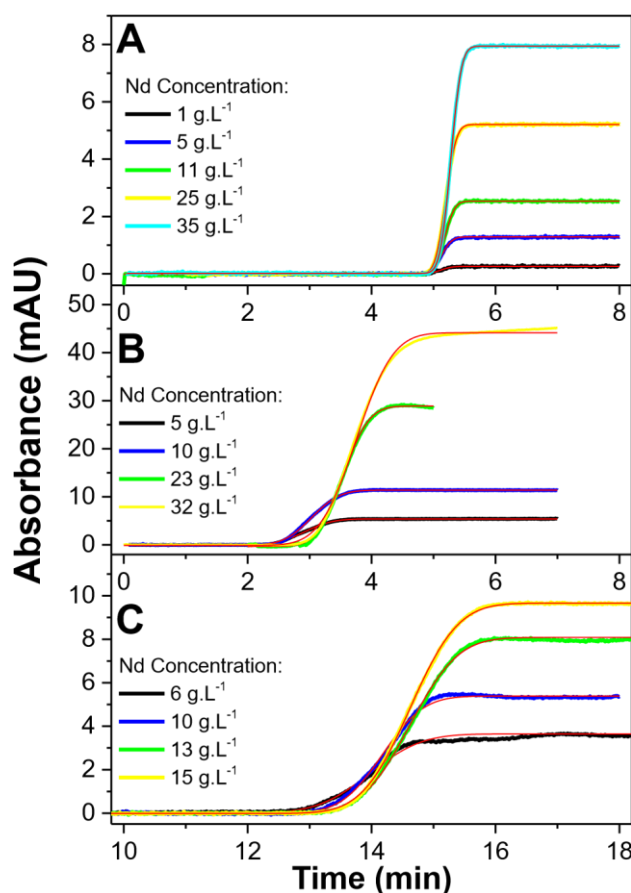 Absorbance (mAU)
A
Nd Concentration:
1 g.L⁻¹
5 g.L⁻¹
11 g.L⁻¹
25 g.L⁻¹
35 g.L⁻¹
8
6
4
2
0
0 2 4 6 8
B
Nd Concentration:
5 g.L⁻¹
10 g.L⁻¹
23 g.L⁻¹
32 g.L⁻¹
50
40
30
20
10
0
0 2 4 6 8
C
Nd Concentration:
6 g.L⁻¹
10 g.L⁻¹
13 g.L⁻¹
15 g.L⁻¹
10
8
6
4
2
0
10 12 14 16 18
Time (min)